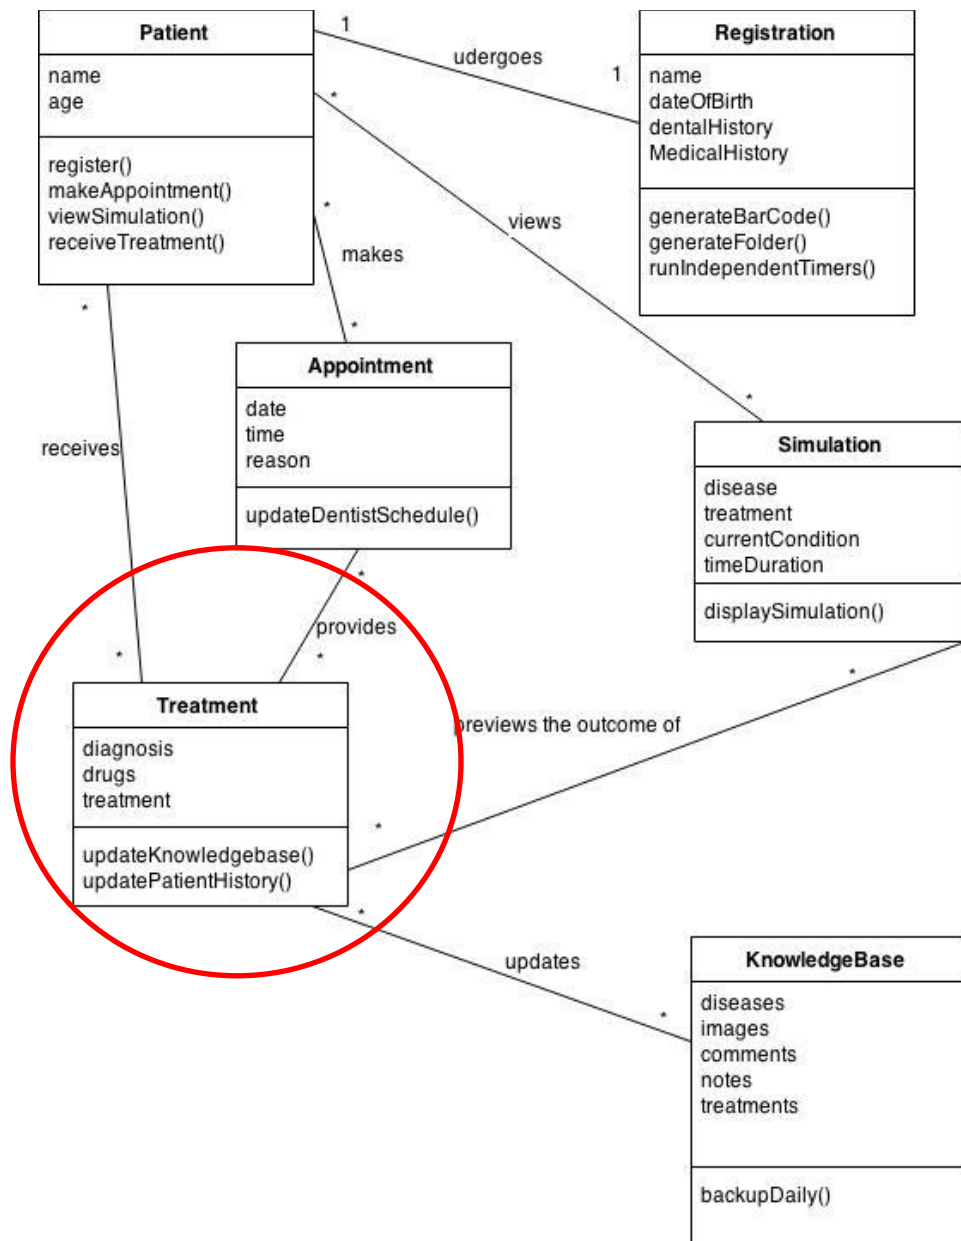 Patient
name
age
register()
makeAppointment()
viewSimulation()
receiveTreatment()
1
udergoes
1
Registration
name
dateOfBirth
dentalHistory
MedicalHistory
generateBarCode()
generateFolder()
runIndependentTimers()
*
views
*
*
makes
*
*
receives
*
Appointment
date
time
reason
updateDentistSchedule()
*
provides
*
Simulation
disease
treatment
currentCondition
timeDuration
displaySimulation()
*
previews the outcome of
*
Treatment
diagnosis
drugs
treatment
updateKnowledgebase()
updatePatientHistory()
*
updates
*
KnowledgeBase
diseases
images
comments
notes
treatments
backupDaily()